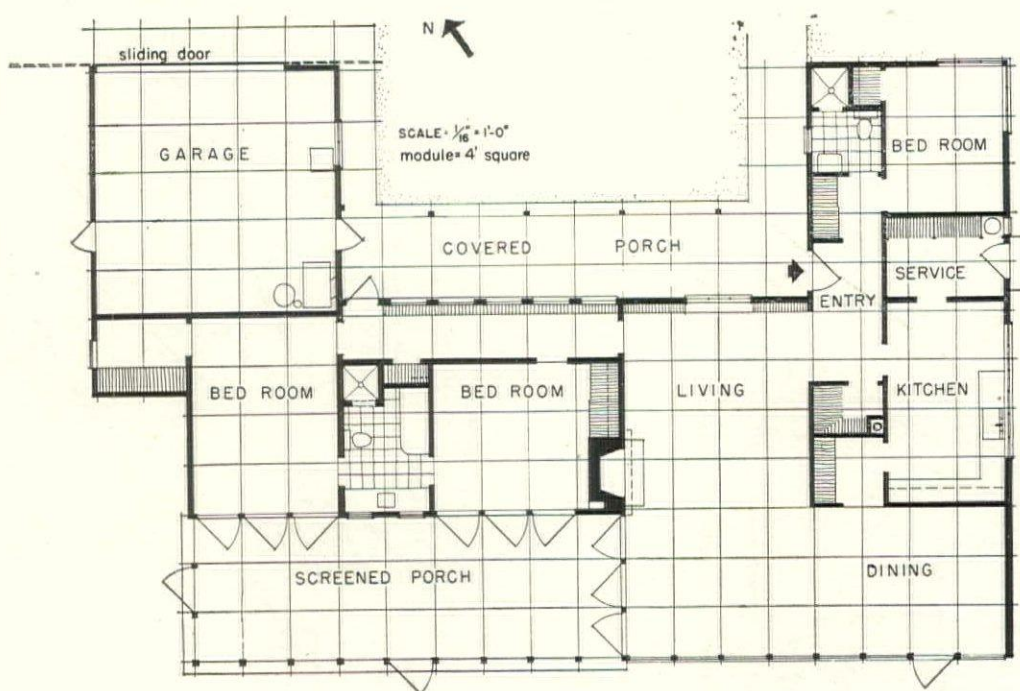 N
sliding door
SCALE = 1/16" = 1'-0"
module = 4' square
GARAGE
BED ROOM
COVERED PORCH
SERVICE
ENTRY
BED ROOM
BED ROOM
LIVING
KITCHEN
SCREENED PORCH
DINING